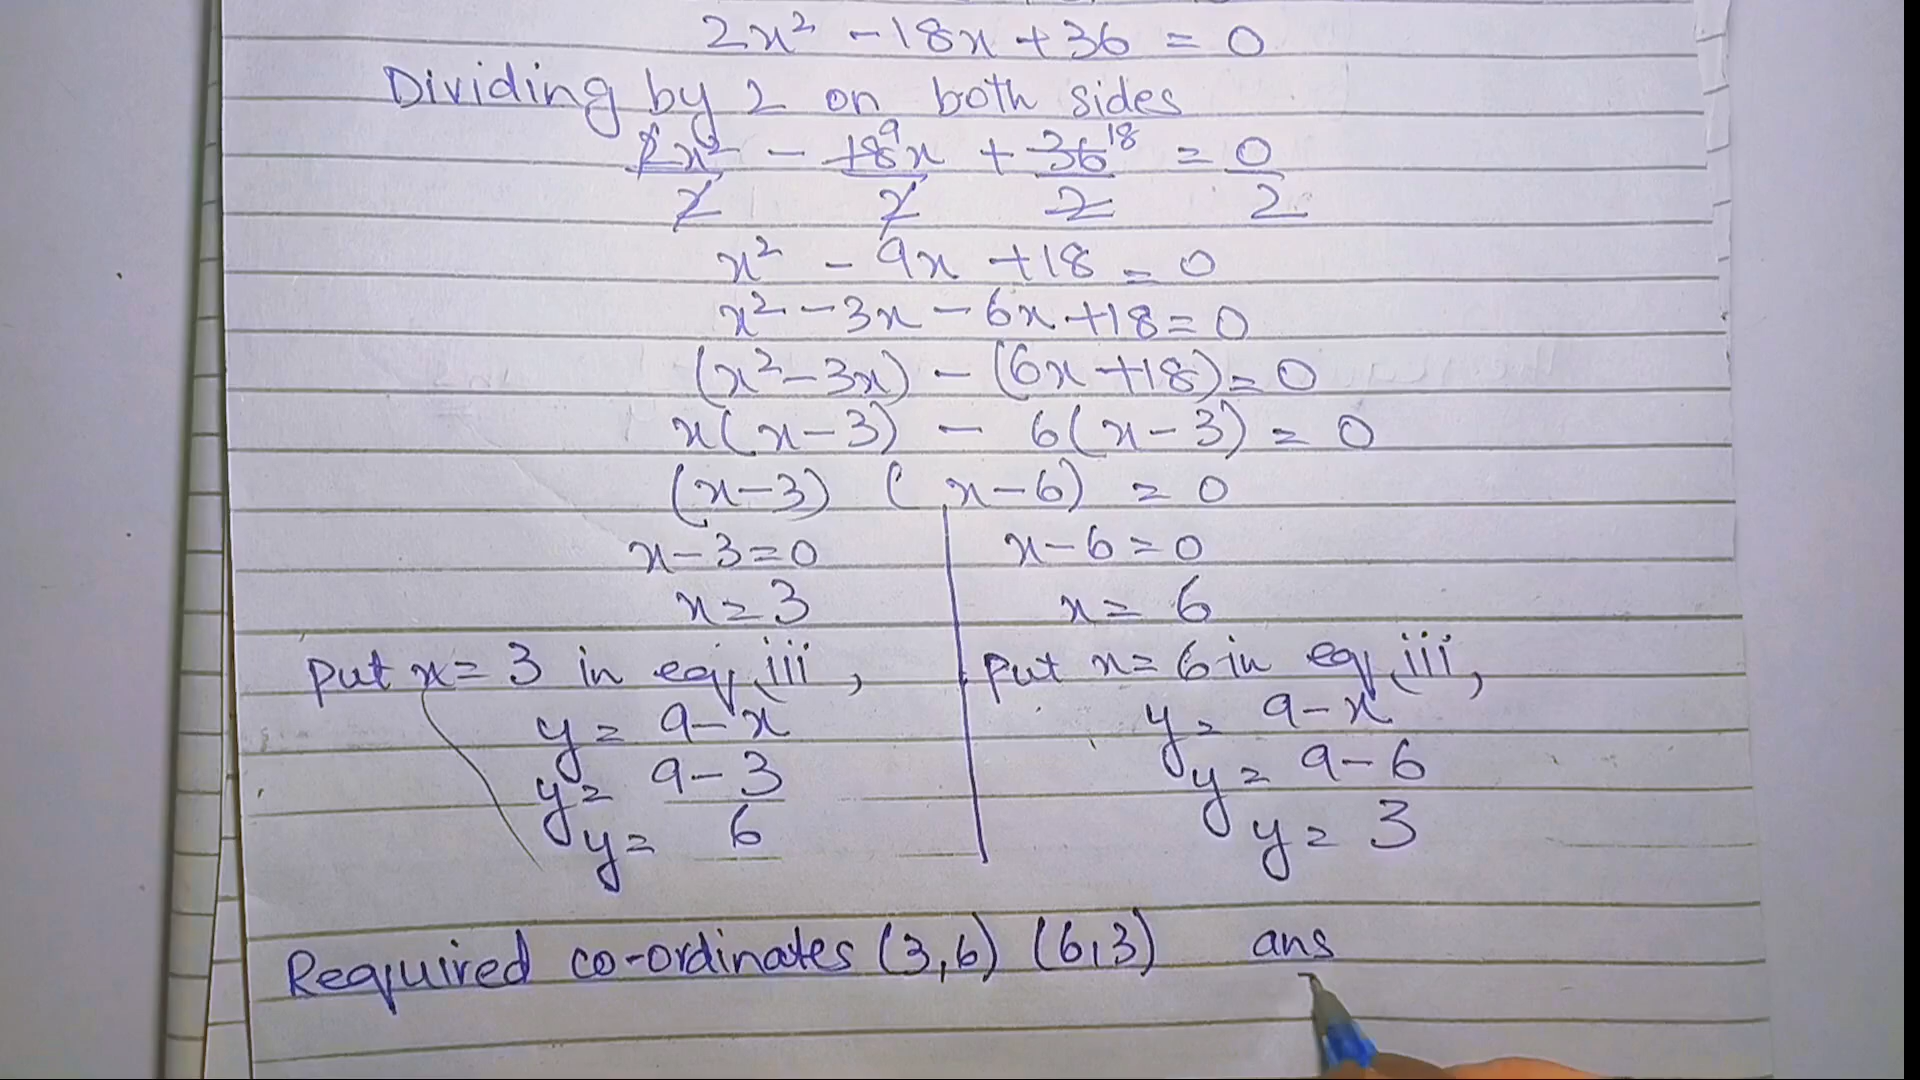 2x² - 18x + 36 = 0
Dividing by 2 on both sides
2x²/2 - 18⁹x/2 + 36¹⁸/2 = 0/2
x² - 9x + 18 = 0
x² - 3x - 6x + 18 = 0
(x² - 3x) - (6x + 18) = 0
x(x - 3) - 6(x - 3) = 0
(x - 3) (x - 6) = 0
x - 3 = 0
x = 3
put x = 3 in eq iii,
y = 9 - x
y = 9 - 3
y = 6
x - 6 = 0
x = 6
put x = 6 in eq iii,
y = 9 - x
y = 9 - 6
y = 3
Required co-ordinates (3,6) (6,3) ans